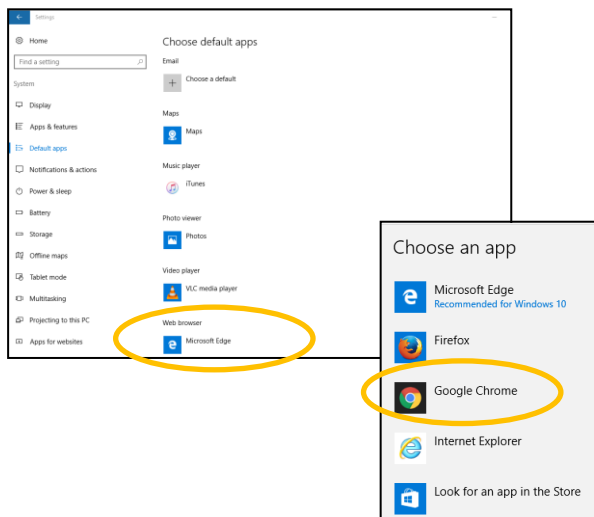 Settings
Home
Find a setting
System
Display
Apps & features
Default apps
Notifications & actions
Power & sleep
Battery
Storage
Offline maps
Tablet mode
Multitasking
Projecting to this PC
Apps for websites
Choose default apps
Email
Choose a default
Maps
Maps
Music player
iTunes
Photo viewer
Photos
Video player
VLC media player
Web browser
Microsoft Edge
Choose an app
Microsoft Edge
Recommended for Windows 10
Firefox
Google Chrome
Internet Explorer
Look for an app in the Store